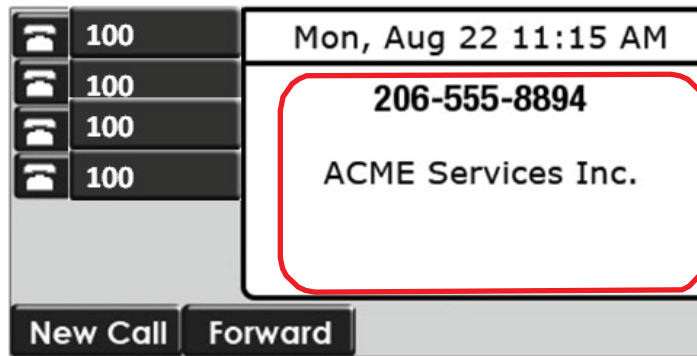 100
100
100
100
Mon, Aug 22 11:15 AM
206-555-8894
ACME Services Inc.
New Call
Forward